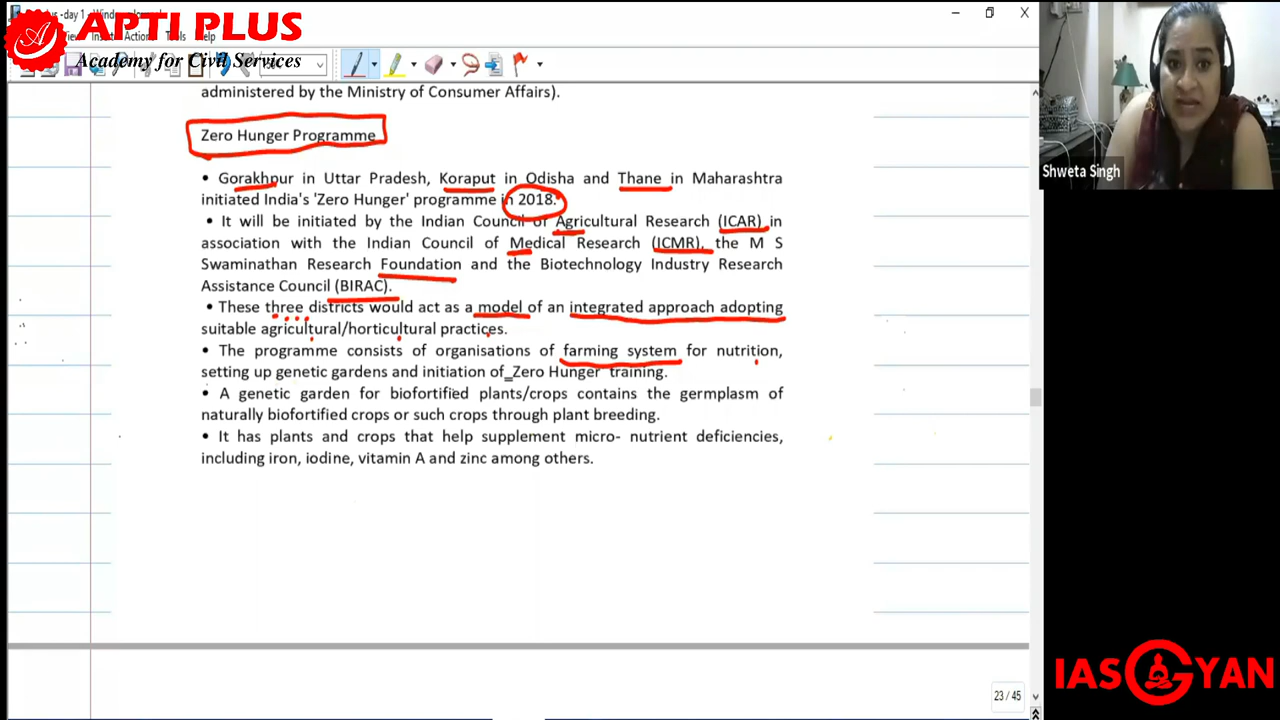 APTI PLUS
Academy for Civil Services
administered by the Ministry of Consumer Affairs).
Zero Hunger Programme
• Gorakhpur in Uttar Pradesh, Koraput in Odisha and Thane in Maharashtra
initiated India's 'Zero Hunger' programme in 2018.
• It will be initiated by the Indian Council of Agricultural Research (ICAR) in
association with the Indian Council of Medical Research (ICMR), the M S
Swaminathan Research Foundation and the Biotechnology Industry Research
Assistance Council (BIRAC).
• These three districts would act as a model of an integrated approach adopting
suitable agricultural/horticultural practices.
• The programme consists of organisations of farming system for nutrition,
setting up genetic gardens and initiation of Zero Hunger training.
• A genetic garden for biofortified plants/crops contains the germplasm of
naturally biofortified crops or such crops through plant breeding.
• It has plants and crops that help supplement micro- nutrient deficiencies,
including iron, iodine, vitamin A and zinc among others.
Shweta Singh
23 / 45
IAS GYAN